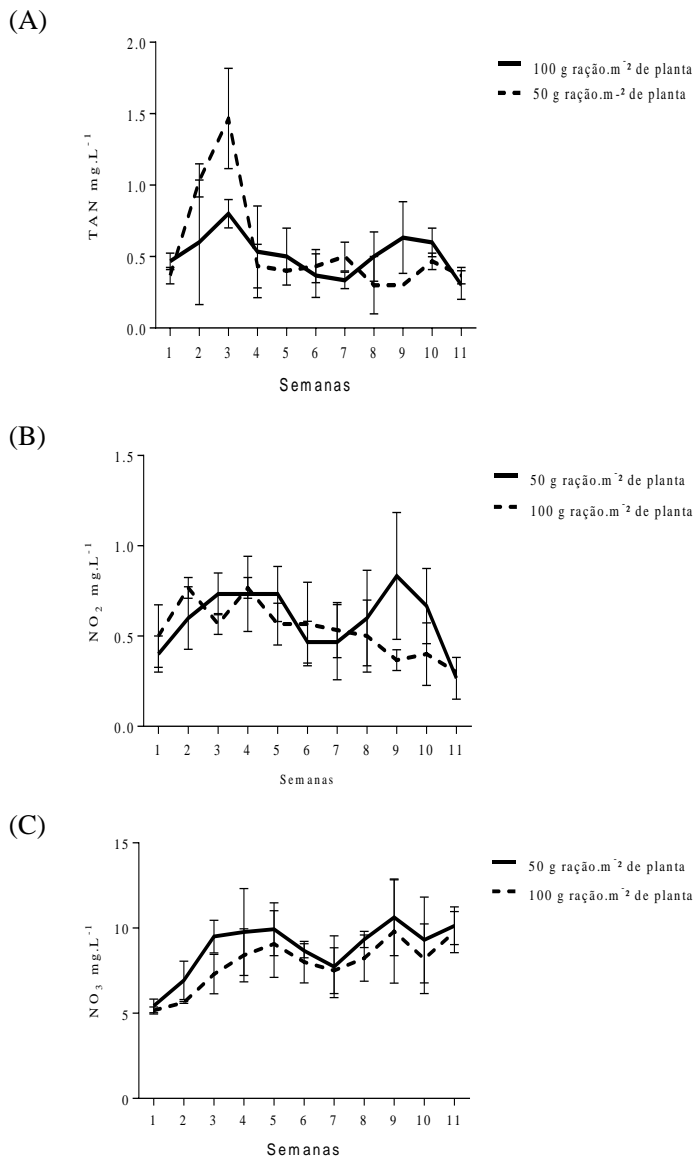 (A)
2.0
1.5
1.0
0.5
0.0
TAN mg.L⁻¹
1 2 3 4 5 6 7 8 9 10 11
Semanas
100 g ração.m⁻² de planta
50 g ração.m-² de planta
(B)
1.5
1.0
0.5
0.0
NO₂ mg.L⁻¹
1 2 3 4 5 6 7 8 9 10 11
Semanas
50 g ração.m⁻² de planta
100 g ração.m⁻² de planta
(C)
15
10
5
0
NO₃ mg.L⁻¹
1 2 3 4 5 6 7 8 9 10 11
Semanas
50 g ração.m⁻² de planta
100 g ração.m⁻² de planta